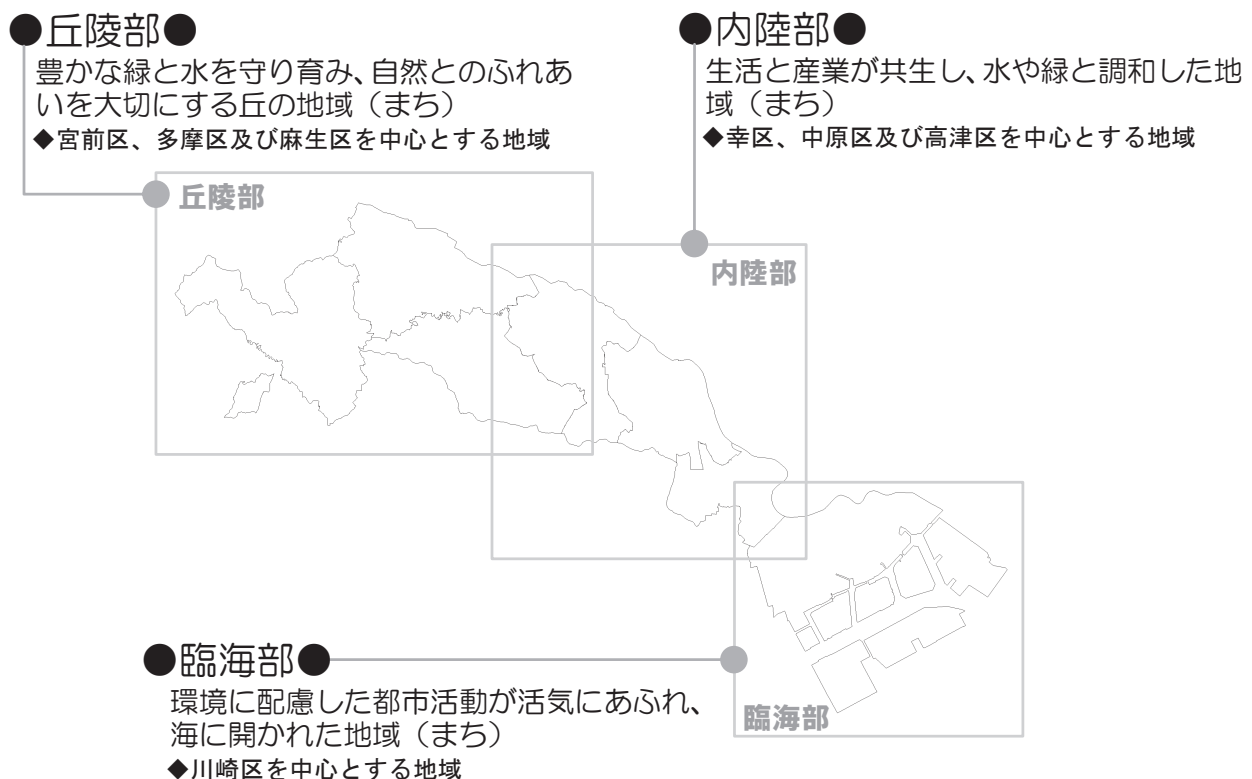 ●丘陵部●
豊かな緑と水を守り育み、自然とのふれあ
いを大切にする丘の地域（まち）
◆宮前区、多摩区及び麻生区を中心とする地域
●内陸部●
生活と産業が共生し、水や緑と調和した地
域（まち）
◆幸区、中原区及び高津区を中心とする地域
丘陵部
内陸部
●臨海部●
環境に配慮した都市活動が活気にあふれ、
海に開かれた地域（まち）
◆川崎区を中心とする地域
臨海部